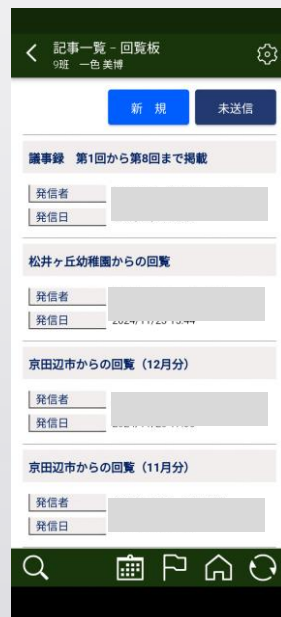 記事一覧 – 回覧板
9班 一色 美博
新 規
未送信
議事録 第1回から第8回まで掲載
発信者
発信日
松井ヶ丘幼稚園からの回覧
発信者
発信日
京田辺市からの回覧(12月分)
発信者
発信日
京田辺市からの回覧(11月分)
発信者
発信日